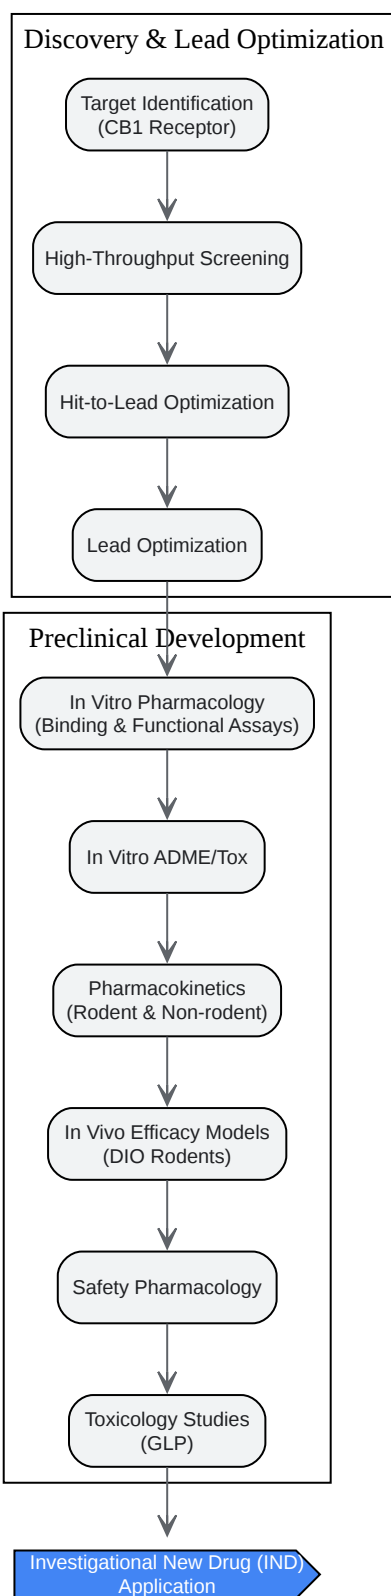 Discovery & Lead Optimization
Target Identification
(CB1 Receptor)
High-Throughput Screening
Hit-to-Lead Optimization
Lead Optimization
Preclinical Development
In Vitro Pharmacology
(Binding & Functional Assays)
In Vitro ADME/Tox
Pharmacokinetics
(Rodent & Non-rodent)
In Vivo Efficacy Models
(DIO Rodents)
Safety Pharmacology
Toxicology Studies
(GLP)
Investigational New Drug (IND)
Application